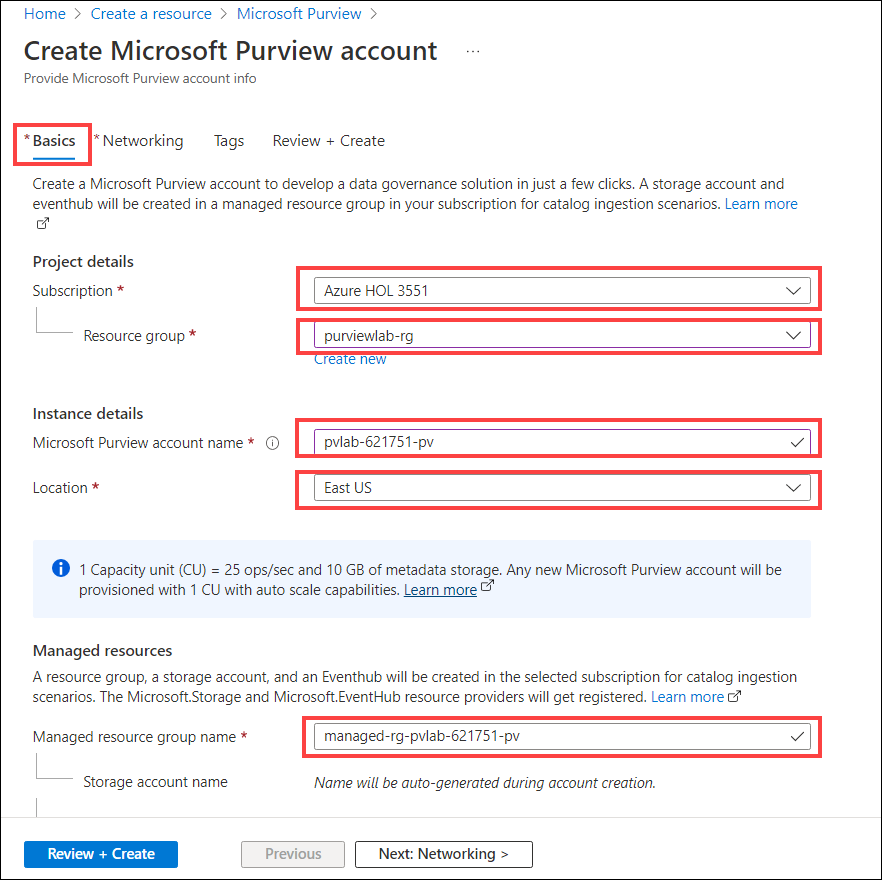 Home > Create a resource > Microsoft Purview >
Create Microsoft Purview account ...
Provide Microsoft Purview account info
* Basics * Networking Tags Review + Create
Create a Microsoft Purview account to develop a data governance solution in just a few clicks. A storage account and
eventhub will be created in a managed resource group in your subscription for catalog ingestion scenarios. Learn more
Project details
Subscription * Azure HOL 3551
Resource group * purviewlab-rg
Create new
Instance details
Microsoft Purview account name * pvlab-621751-pv
Location * East US
1 Capacity unit (CU) = 25 ops/sec and 10 GB of metadata storage. Any new Microsoft Purview account will be
provisioned with 1 CU with auto scale capabilities. Learn more
Managed resources
A resource group, a storage account, and an Eventhub will be created in the selected subscription for catalog ingestion
scenarios. The Microsoft.Storage and Microsoft.EventHub resource providers will get registered. Learn more
Managed resource group name * managed-rg-pvlab-621751-pv
Storage account name Name will be auto-generated during account creation.
Review + Create Previous Next: Networking >